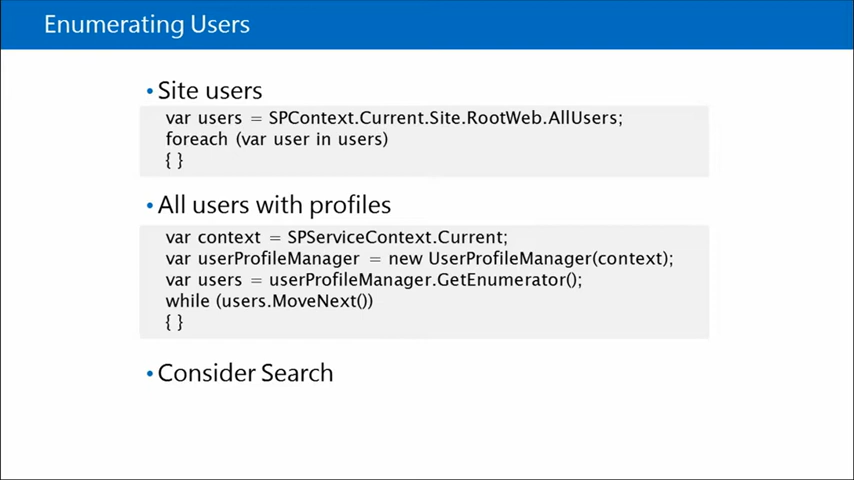 Enumerating Users
• Site users
var users = SPContext.Current.Site.RootWeb.AllUsers;
foreach (var user in users)
{ }
• All users with profiles
var context = SPServiceContext.Current;
var userProfileManager = new UserProfileManager(context);
var users = userProfileManager.GetEnumerator();
while (users.MoveNext())
{ }
• Consider Search